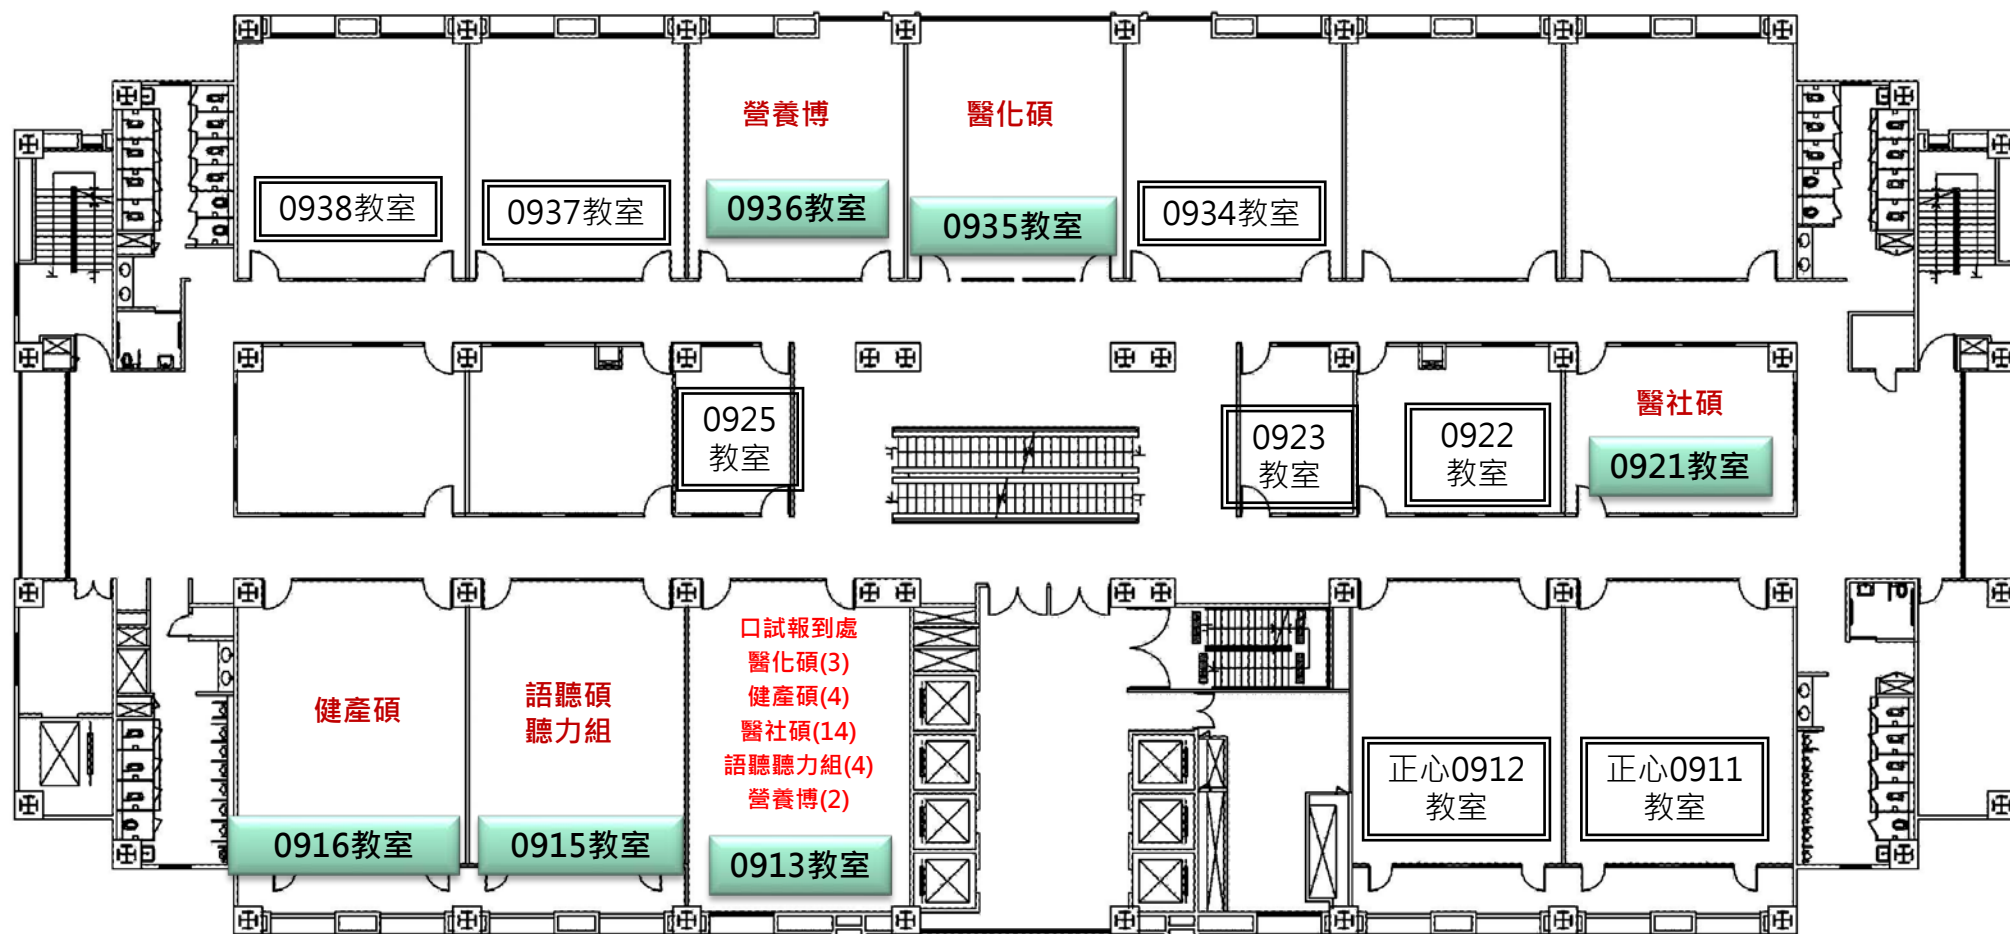 營養博
醫化碩
0938教室
0937教室
0936教室
0935教室
0934教室
0925
教室
0923
教室
0922
教室
醫社碩
0921教室
健產碩
語聽碩
聽力組
口試報到處
醫化碩(3)
健產碩(4)
醫社碩(14)
語聽聽力組(4)
營養博(2)
0916教室
0915教室
0913教室
正心0912
教室
正心0911
教室